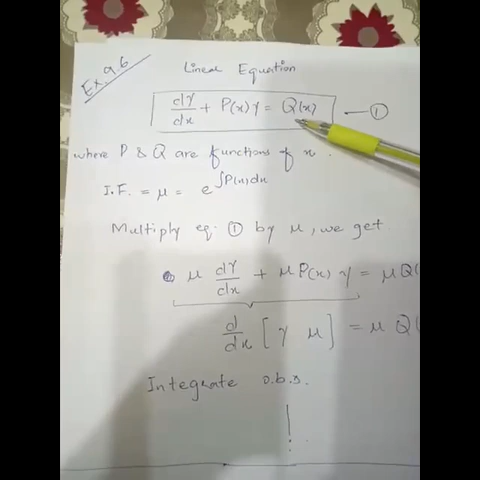 Ex. 9.6
Linear Equation
dy/dx + P(x) y = Q(x) ← ①
where P & Q are functions of x.
I.F. = μ = e^∫P(x)dx
Multiply eq. ① by μ, we get
μ dy/dx + μ P(x) y = μ Q(
d/dx [ y μ ] = μ Q(
Integrate o.b.s.